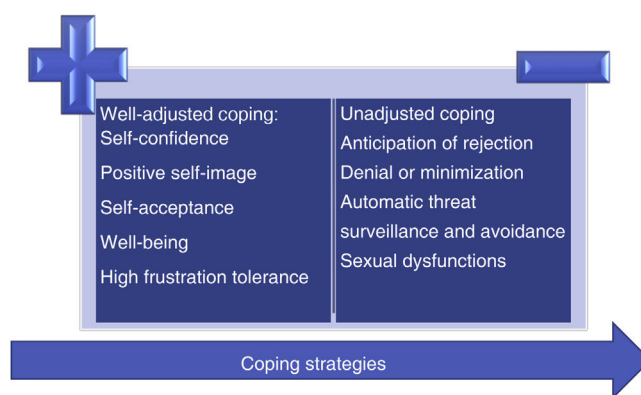 Well-adjusted coping:
Self-confidence
Positive self-image
Self-acceptance
Well-being
High frustration tolerance
Unadjusted coping
Anticipation of rejection
Denial or minimization
Automatic threat
surveillance and avoidance
Sexual dysfunctions
Coping strategies